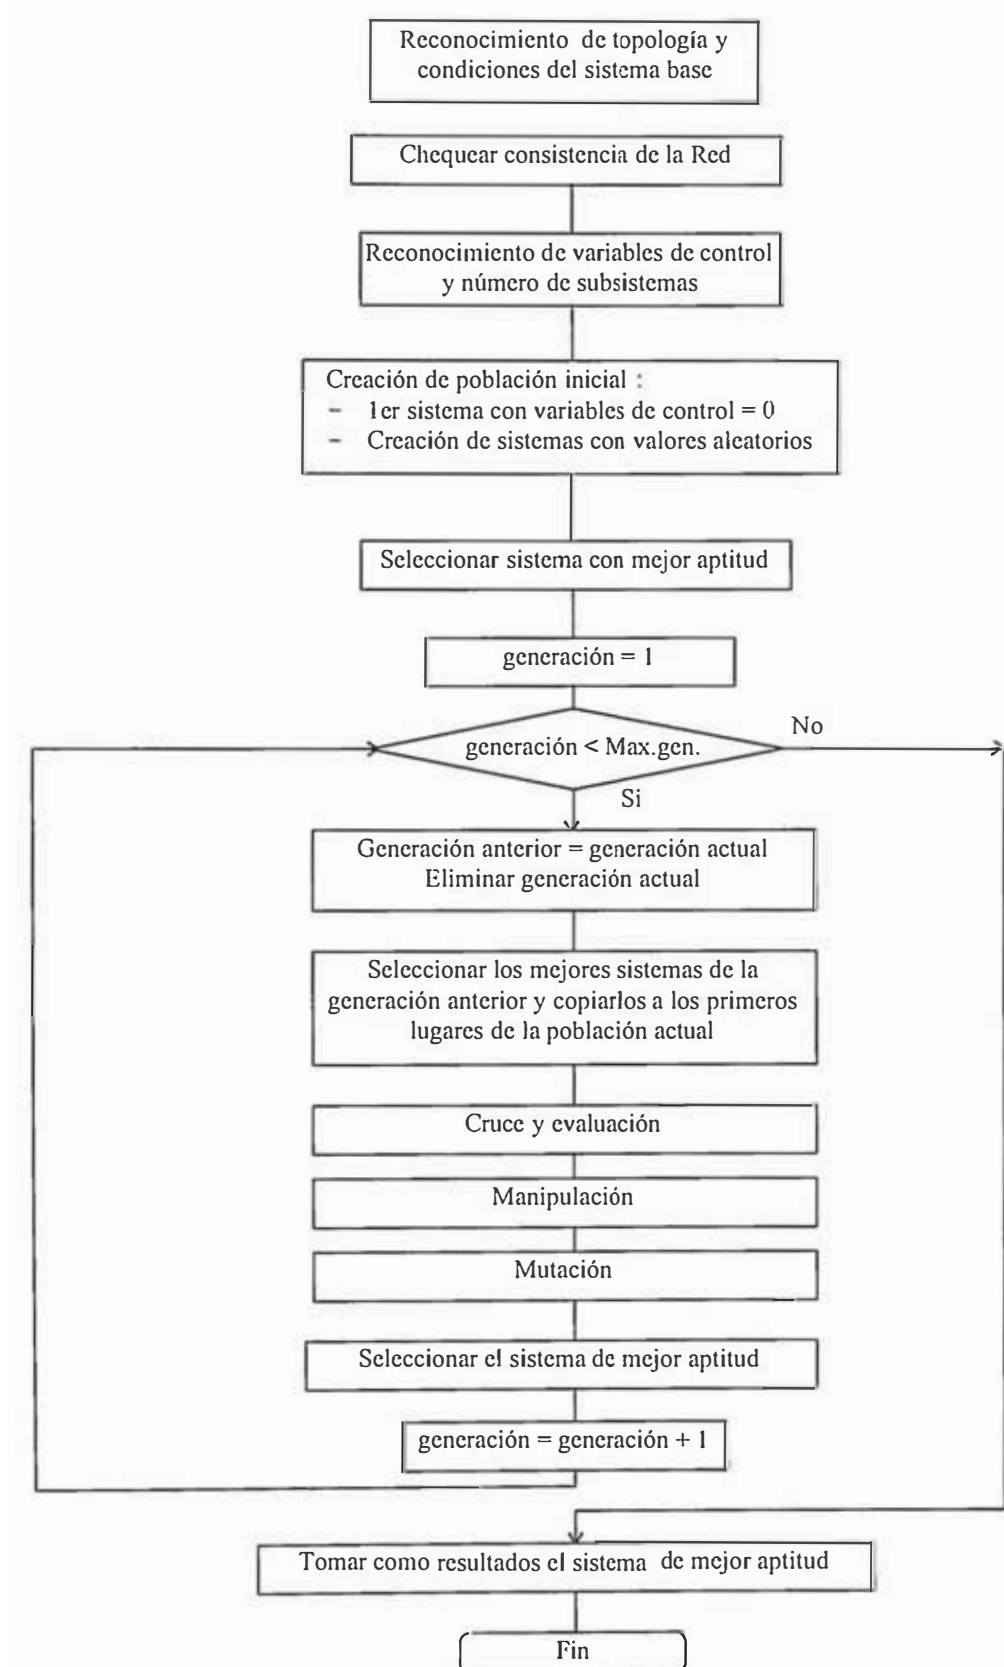 Reconocimiento de topología y
condiciones del sistema base
Chequear consistencia de la Red
Reconocimiento de variables de control
y número de subsistemas
Creación de población inicial :
- 1er sistema con variables de control = 0
- Creación de sistemas con valores aleatorios
Seleccionar sistema con mejor aptitud
generación = 1
generación < Max.gen.
No
Si
Generación anterior = generación actual
Eliminar generación actual
Seleccionar los mejores sistemas de la
generación anterior y copiarlos a los primeros
lugares de la población actual
Cruce y evaluación
Manipulación
Mutación
Seleccionar el sistema de mejor aptitud
generación = generación + 1
Tomar como resultados el sistema de mejor aptitud
Fin